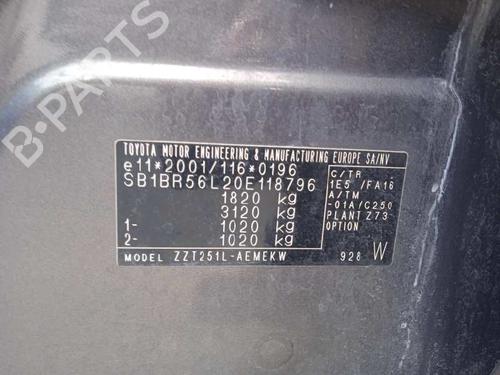 B-PARTS
TOYOTA MOTOR ENGINEERING & MANUFACTURING EUROPE SA/NV
e11*2001/116*0196
SB1BR56L20E118796
1820 kg
3120 kg
1- 1020 kg
2- 1020 kg
C/TR
1E5 /FA16
A/TM
-01A/C250
PLANT Z73
OPTION
MODEL ZZT251L-AEMEKW
928 W